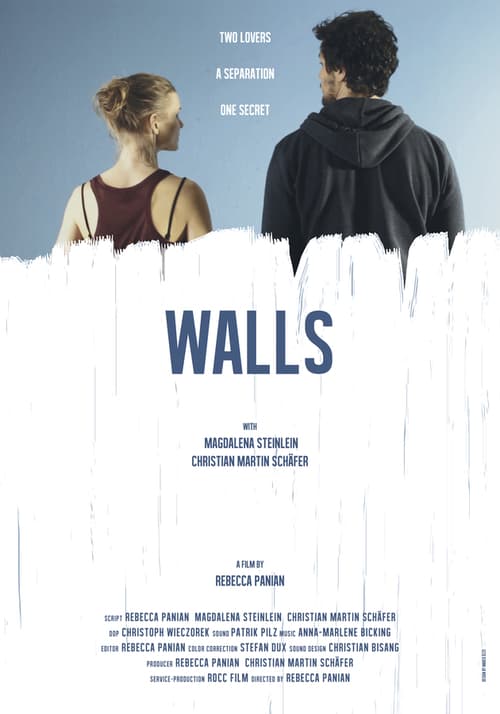 TWO LOVERS
A SEPARATION
ONE SECRET
WALLS
WITH
MAGDALENA STEINLEIN
CHRISTIAN MARTIN SCHÄFER
A FILM BY
REBECCA PANIAN
SCRIPT REBECCA PANIAN MAGDALENA STEINLEIN CHRISTIAN MARTIN SCHÄFER
DOP CHRISTOPH WIECZOREK SOUND PATRIK PILZ MUSIC ANNA-MARLENE BICKING
EDITOR REBECCA PANIAN COLOR CORRECTION STEFAN DUX SOUND DESIGN CHRISTIAN BISANG
PRODUCER REBECCA PANIAN CHRISTIAN MARTIN SCHÄFER
SERVICE-PRODUCTION ROCC FILM DIRECTED BY REBECCA PANIAN
DESIGN BY